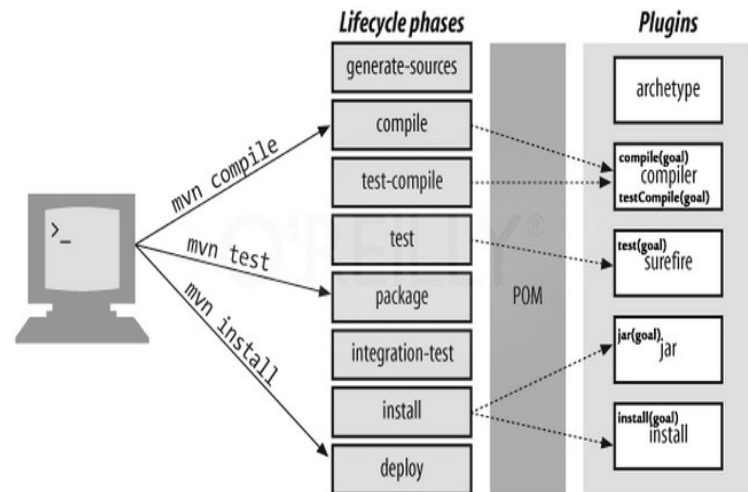 Lifecycle phases
Plugins
generate-sources
compile
test-compile
test
package
integration-test
install
deploy
mvn compile
mvn test
mvn install
>_
O'REILLY®
POM
archetype
compile(goal)
compiler
testCompile(goal)
test(goal)
surefire
jar(goal)
jar
install(goal)
install